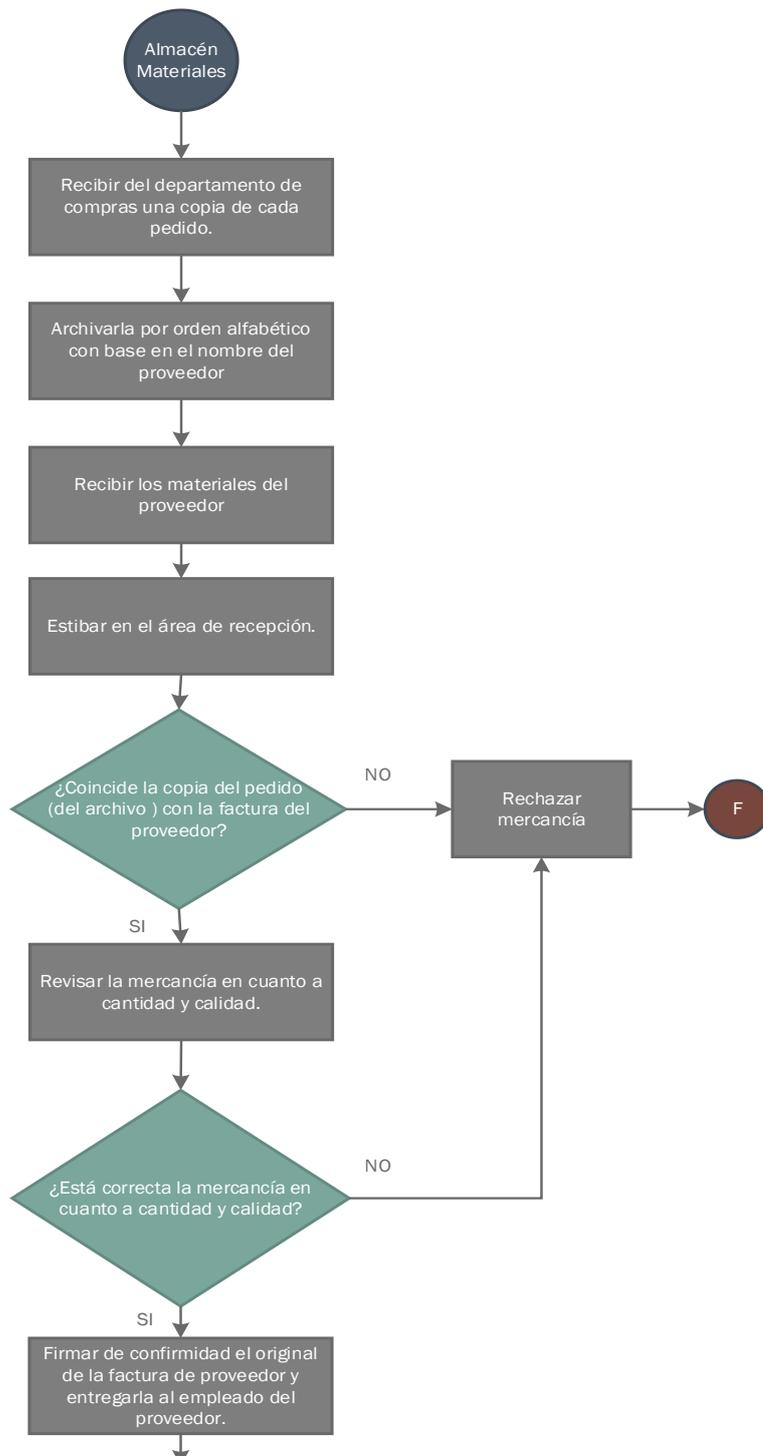 Almacén
Materiales
Recibir del departamento de
compras una copia de cada
pedido.
Archivarla por orden alfabético
con base en el nombre del
proveedor
Recibir los materiales del
proveedor
Estibar en el área de recepción.
¿Coincide la copia del pedido
(del archivo ) con la factura del
proveedor?
NO
Rechazar
mercancía
F
SI
Revisar la mercancía en cuanto a
cantidad y calidad.
¿Está correcta la mercancía en
cuanto a cantidad y calidad?
NO
SI
Firmar de confirmidad el original
de la factura de proveedor y
entregarla al empleado del
proveedor.